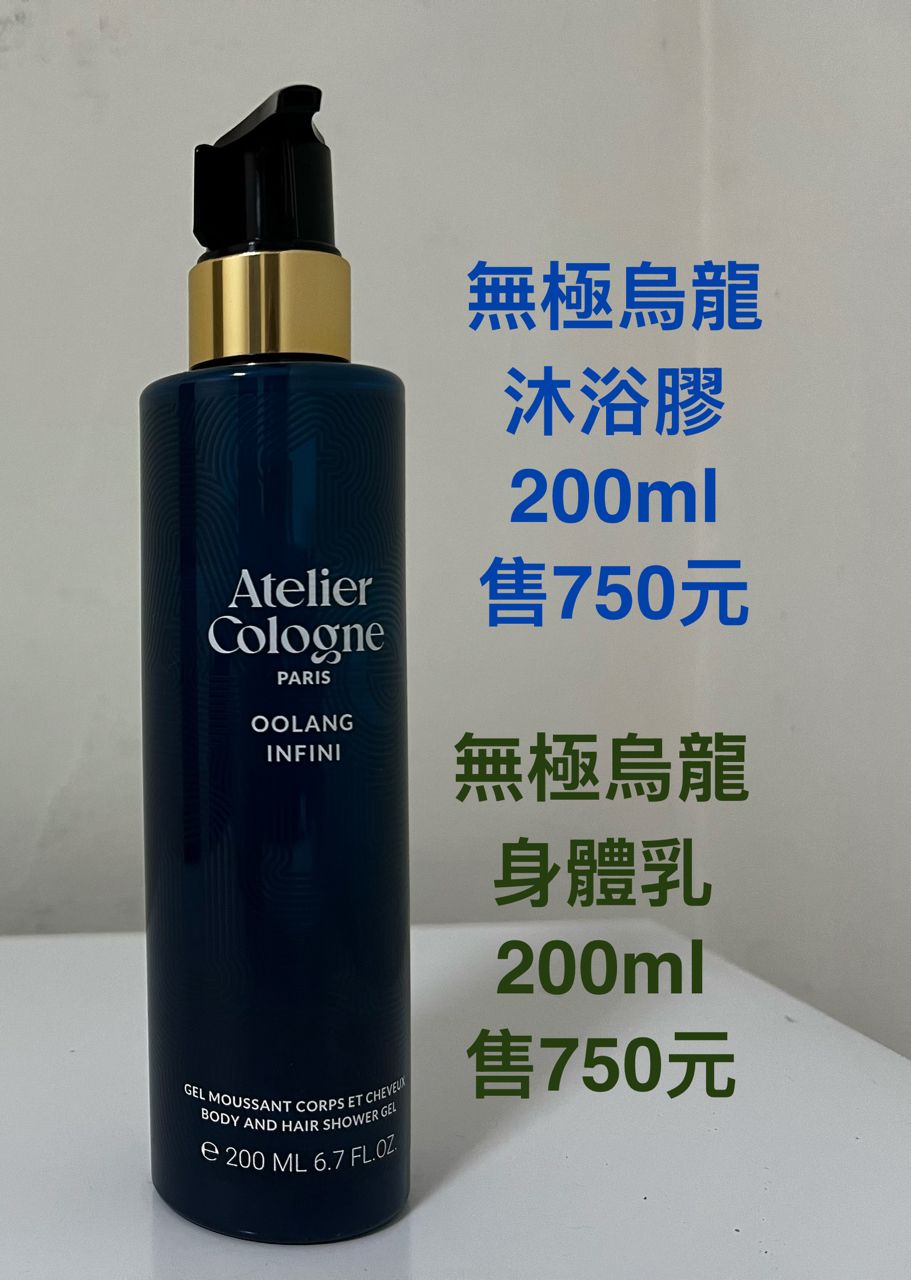 無極烏龍
沐浴膠
200ml
售750元
無極烏龍
身體乳
200ml
售750元
Atelier
Cologne
PARIS
OOLANG
INFINI
GEL MOUSSANT CORPS ET CHEVEUX
BODY AND HAIR SHOWER GEL
℮ 200 ML 6.7 FL.OZ.